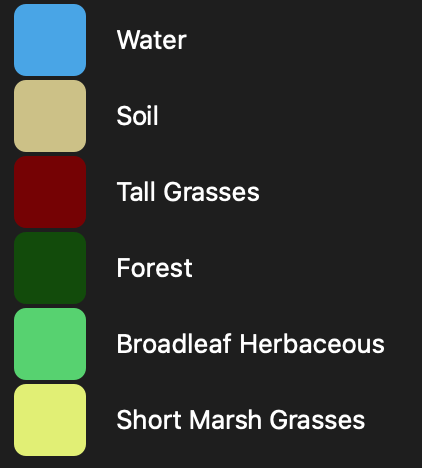 Water
Soil
Tall Grasses
Forest
Broadleaf Herbaceous
Short Marsh Grasses